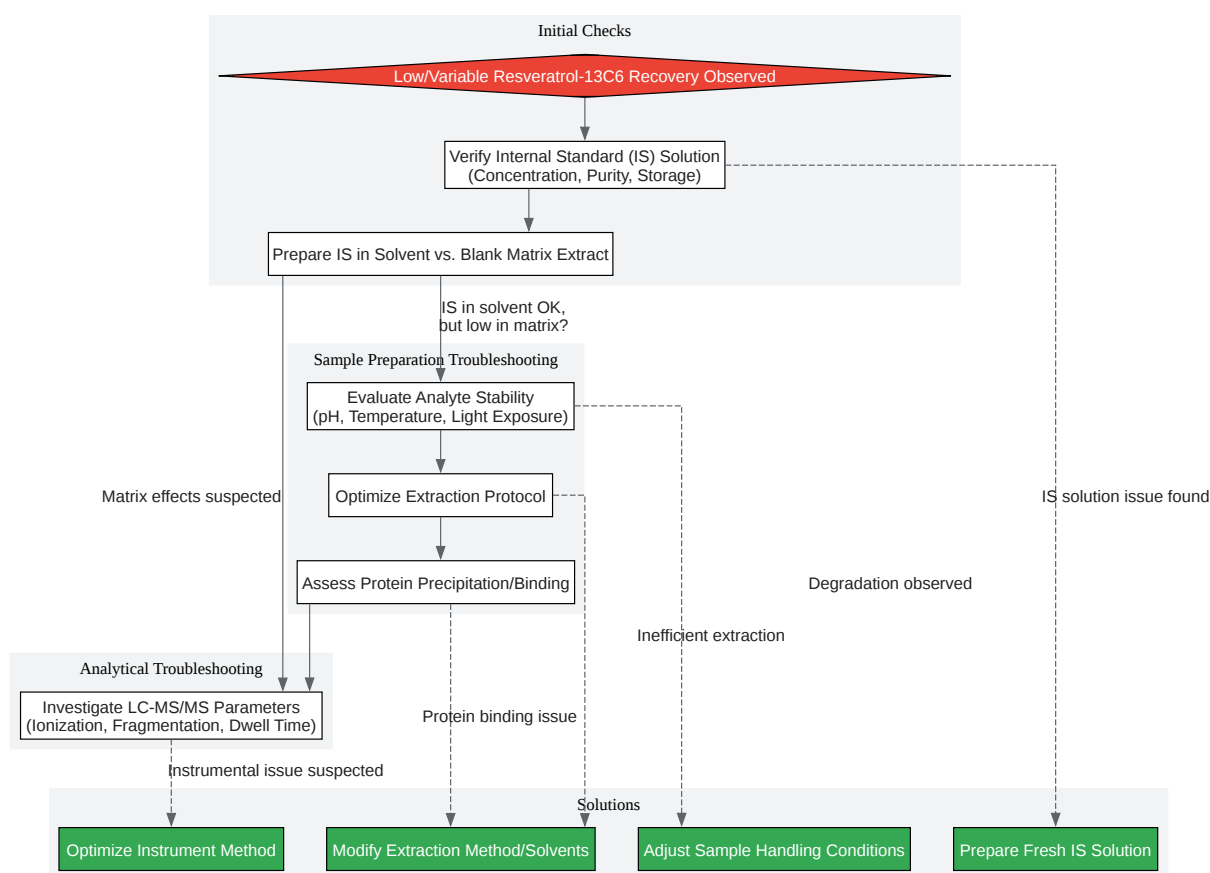 Initial Checks
Low/Variable Resveratrol-13C6 Recovery Observed
Verify Internal Standard (IS) Solution
(Concentration, Purity, Storage)
Prepare IS in Solvent vs. Blank Matrix Extract
IS in solvent OK,
but low in matrix?
Sample Preparation Troubleshooting
Evaluate Analyte Stability
(pH, Temperature, Light Exposure)
Optimize Extraction Protocol
Matrix effects suspected
IS solution issue found
Assess Protein Precipitation/Binding
Degradation observed
Inefficient extraction
Analytical Troubleshooting
Investigate LC-MS/MS Parameters
(Ionization, Fragmentation, Dwell Time)
Protein binding issue
Instrumental issue suspected
Solutions
Optimize Instrument Method
Modify Extraction Method/Solvents
Adjust Sample Handling Conditions
Prepare Fresh IS Solution